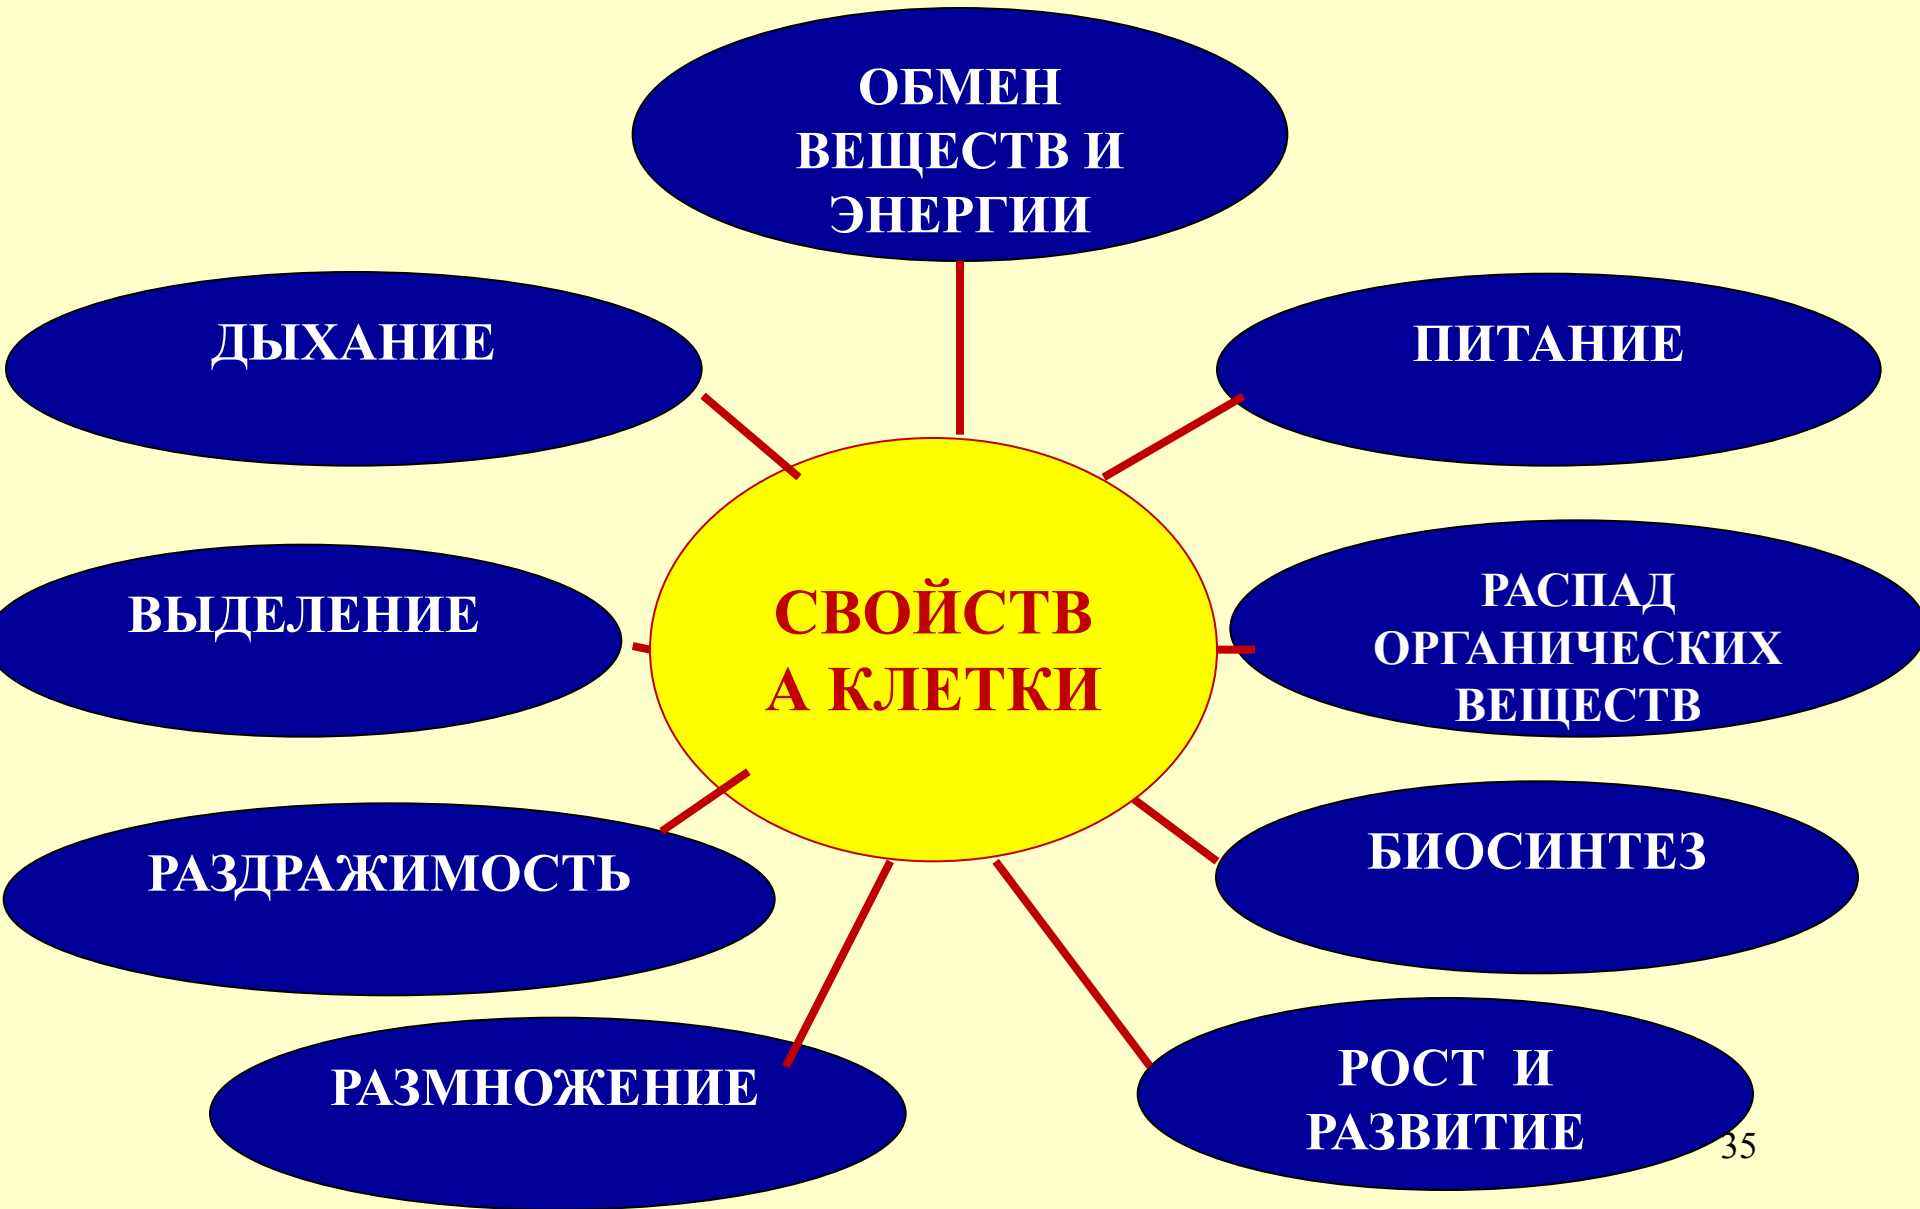 ОБМЕН
ВЕЩЕСТВ И
ЭНЕРГИИ
ДЫХАНИЕ
ПИТАНИЕ
ВЫДЕЛЕНИЕ
СВОЙСТВ
А КЛЕТКИ
РАСПАД
ОРГАНИЧЕСКИХ
ВЕЩЕСТВ
РАЗДРАЖИМОСТЬ
БИОСИНТЕЗ
РАЗМНОЖЕНИЕ
РОСТ И
РАЗВИТИЕ
35